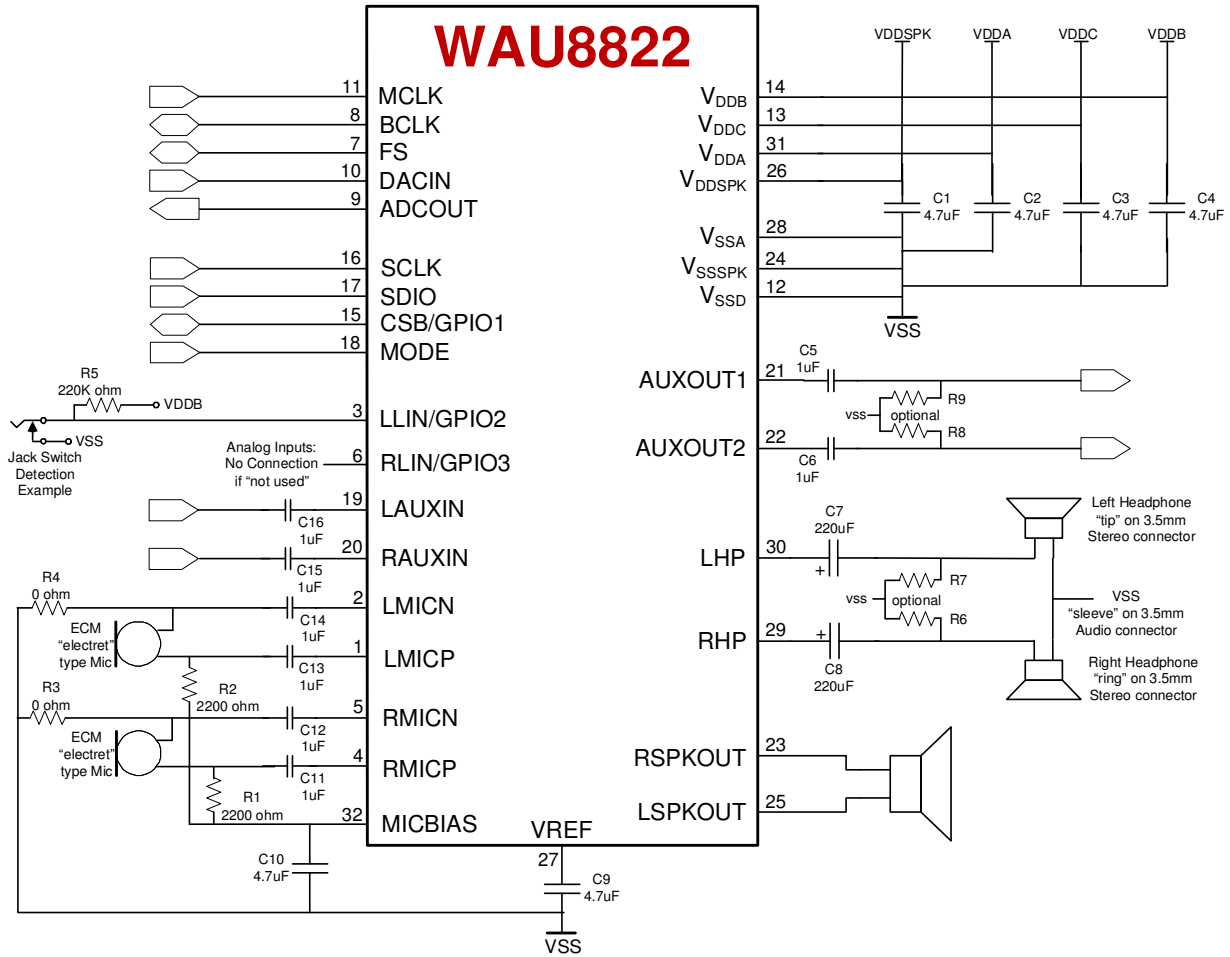 WAU8822
11
MCLK
8
BCLK
7
FS
10
DACIN
9
ADCOUT
16
SCLK
17
SDIO
15
CSB/GPIO1
18
MODE
R5
220K ohm
VDDB
VSS
Jack Switch
Detection
Example
3
LLIN/GPIO2
Analog Inputs:
No Connection
if “not used”
6
RLIN/GPIO3
19
LAUXIN
C16
1uF
20
RAUXIN
C15
1uF
R4
0 ohm
2
LMICN
C14
1uF
ECM
“electret”
type Mic
1
LMICP
C13
1uF
R3
0 ohm
R2
2200 ohm
5
RMICN
C12
1uF
ECM
“electret”
type Mic
4
RMICP
C11
1uF
R1
2200 ohm
32
MICBIAS
C10
4.7uF
VREF
27
C9
4.7uF
VSS
VDDSPK
VDDA
VDDC
VDDB
VDDB
14
VDDC
13
VDDA
31
VDDSPK
26
C1
4.7uF
C2
4.7uF
C3
4.7uF
C4
4.7uF
VSSA
28
VSSSPK
24
VSSD
12
VSS
AUXOUT1
21
C5
1uF
R9
vss
optional
R8
AUXOUT2
22
C6
1uF
LHP
30
C7
220uF
+
R7
vss
optional
R6
RHP
29
+
C8
220uF
Left Headphone
“tip” on 3.5mm
Stereo connector
VSS
“sleeve” on 3.5mm
Audio connector
Right Headphone
“ring” on 3.5mm
Stereo connector
RSPKOUT
23
LSPKOUT
25